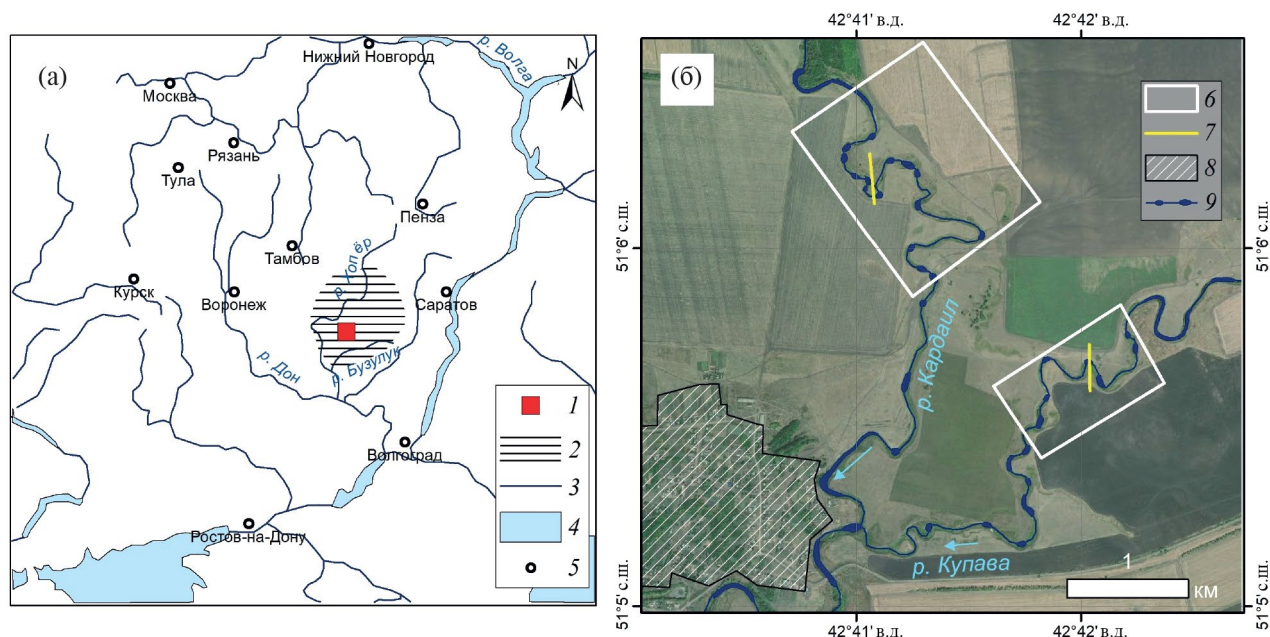 (а)
Нижний Новгород
р. Волга
N
Москва
Рязань
Тула
Пенза
Тамбов
р. Хопёр
Курск
Воронеж
Саратов
р. Дон
р. Бузулук
Волгоград
Ростов-на-Дону
1
2
3
4
5
42°41' в.д.
42°42' в.д.
(б)
6
7
8
9
51°6' с.ш.
51°6' с.ш.
р. Кардаил
р. Купава
1
км
51°5' с.ш.
51°5' с.ш.
42°41' в.д.
42°42' в.д.